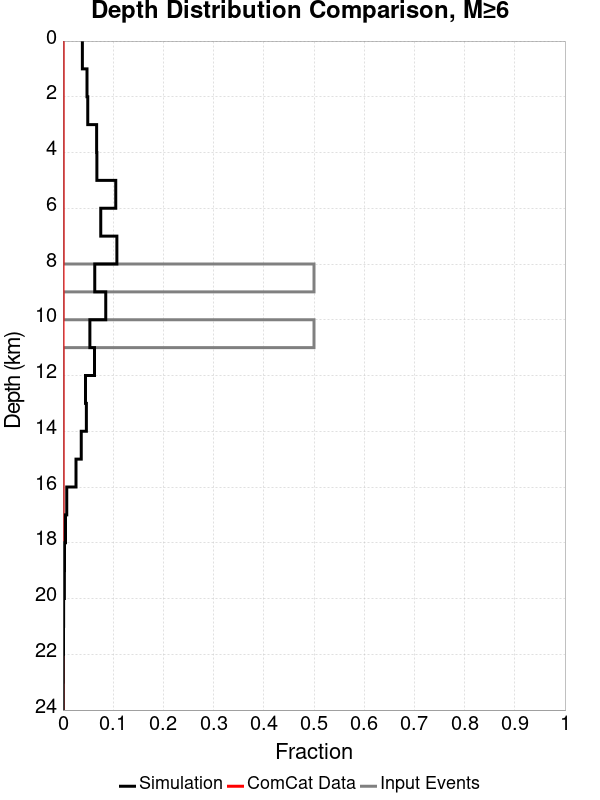 Depth Distribution Comparison, M≥6
0
2
4
6
8
10
12
14
16
18
20
22
24
Depth (km)
0 0.1 0.2 0.3 0.4 0.5 0.6 0.7 0.8 0.9 1
Fraction
Simulation ComCat Data Input Events